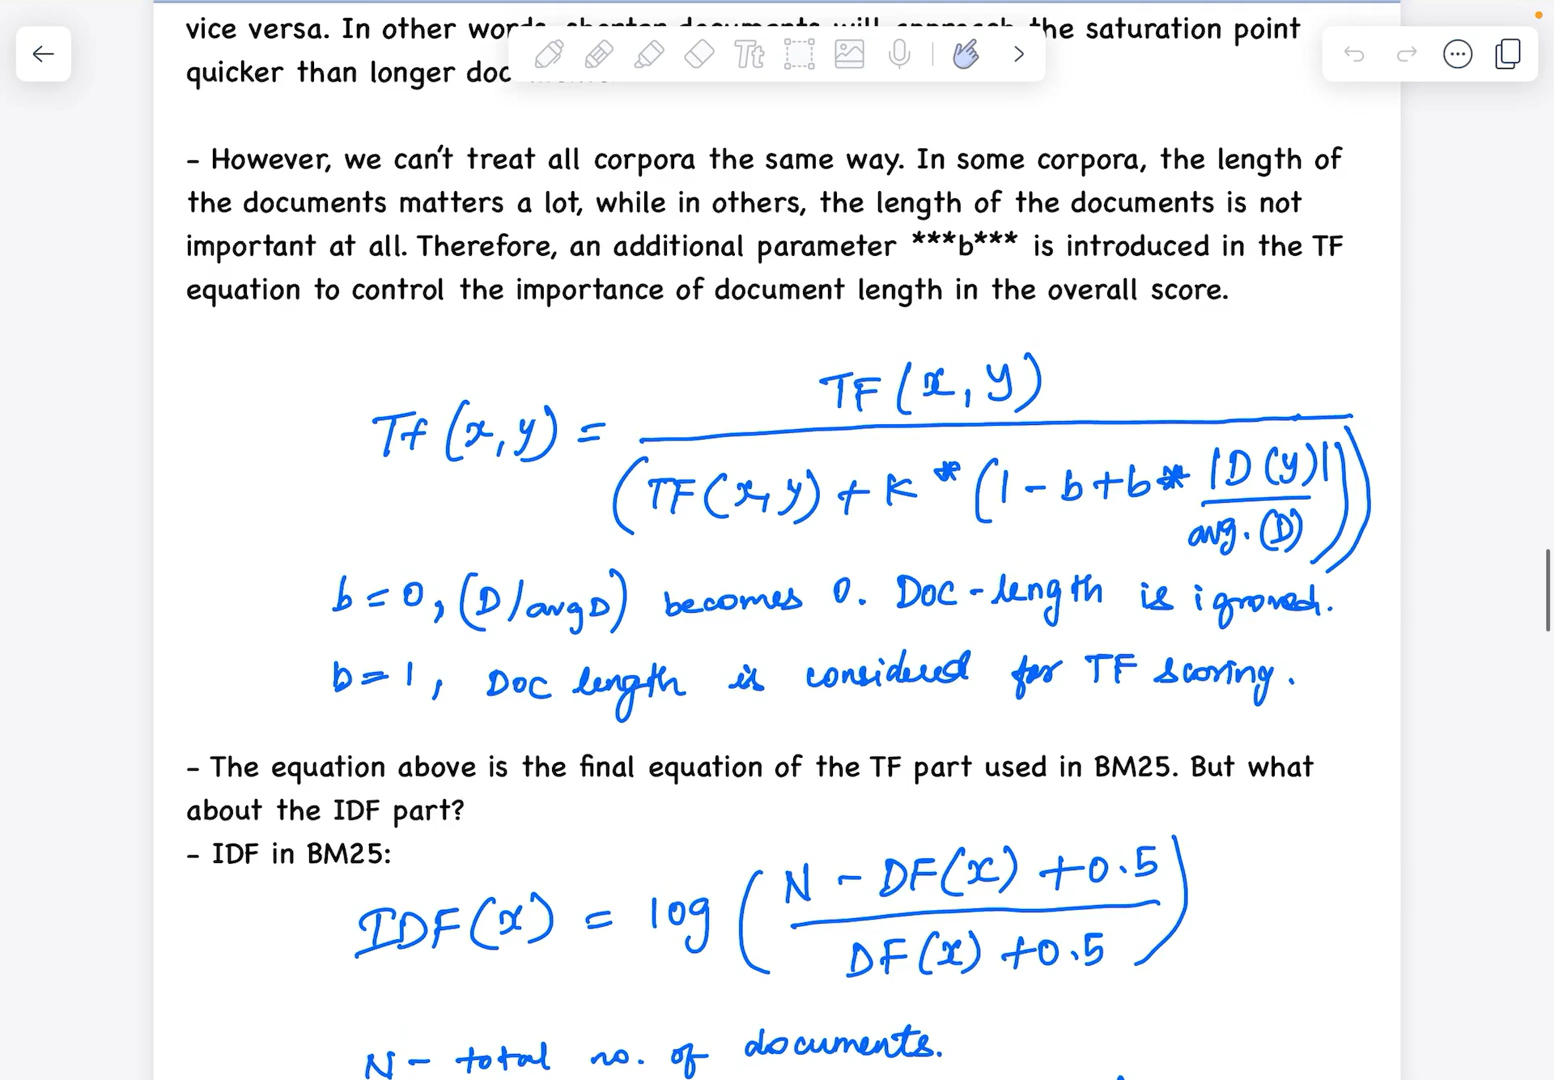 vice versa. In other words, shorter documents will approach the saturation point
quicker than longer doc
Tt
- However, we can't treat all corpora the same way. In some corpora, the length of
the documents matters a lot, while in others, the length of the documents is not
important at all. Therefore, an additional parameter ***b*** is introduced in the TF
equation to control the importance of document length in the overall score.
Tf (x,y) = TF (x, y) / (TF (x, y) + K * (1 - b + b * |D (y)| / avg. (D)))
b = 0, (D/avgD) becomes 0. Doc-length is ignored.
b = 1, Doc length is considered for TF scoring.
- The equation above is the final equation of the TF part used in BM25. But what
about the IDF part?
- IDF in BM25:
IDF(x) = log ( N - DF(x) + 0.5 / DF(x) + 0.5 )
N - total no. of documents.